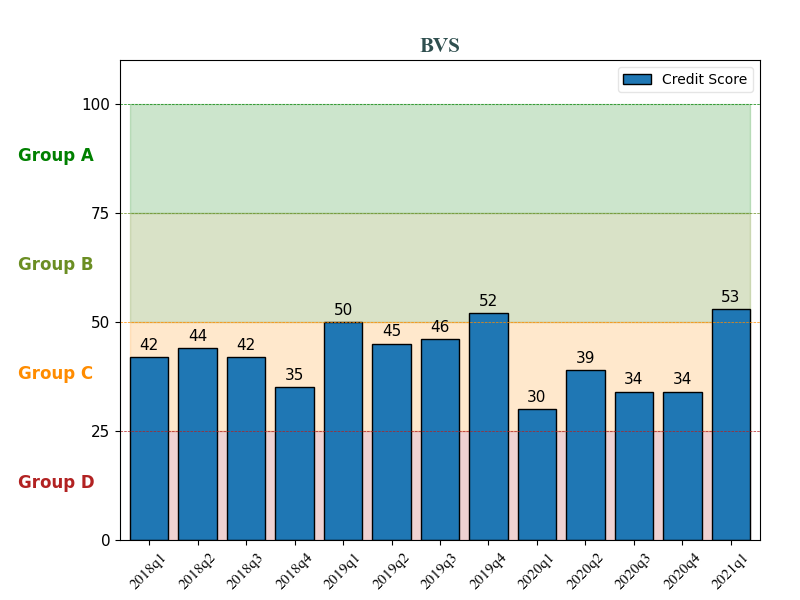 BVS
Credit Score
100
Group A
75
Group B
50
Group C
25
Group D
0
42
44
42
35
50
45
46
52
30
39
34
34
53
2018q1
2018q2
2018q3
2018q4
2019q1
2019q2
2019q3
2019q4
2020q1
2020q2
2020q3
2020q4
2021q1